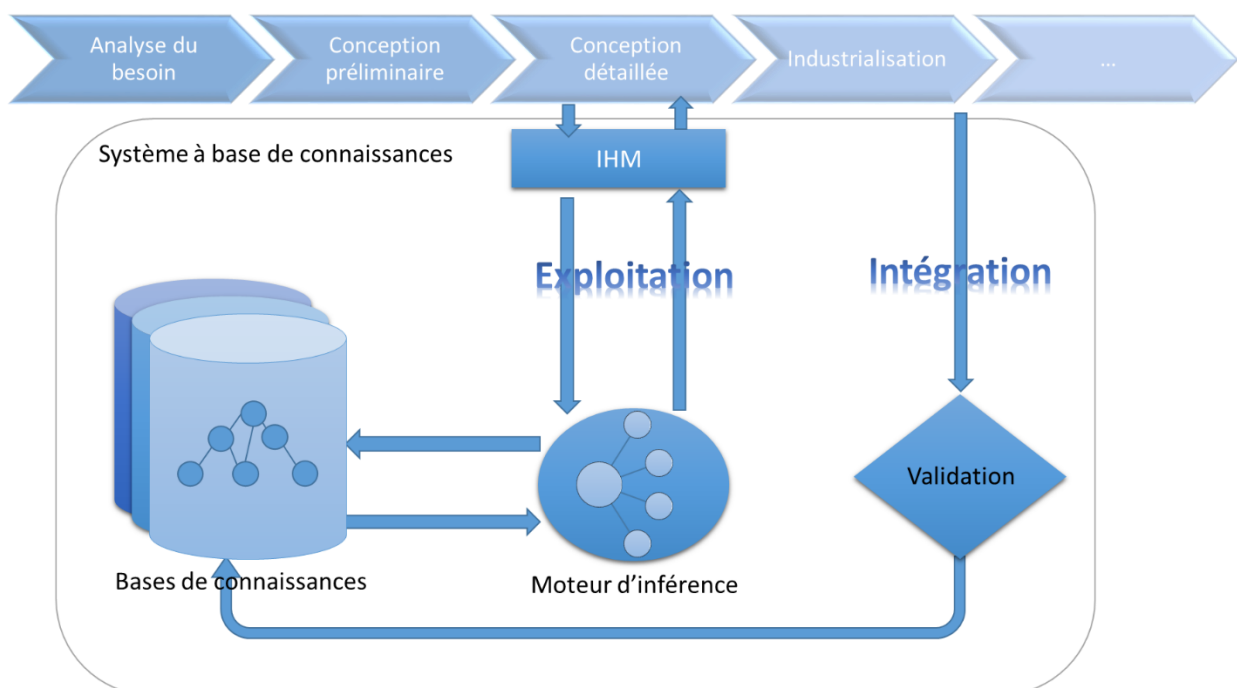 Analyse du
besoin
Conception
préliminaire
Conception
détaillée
Industrialisation
...
Système à base de connaissances
IHM
Exploitation
Intégration
Validation
Bases de connaissances
Moteur d’inférence